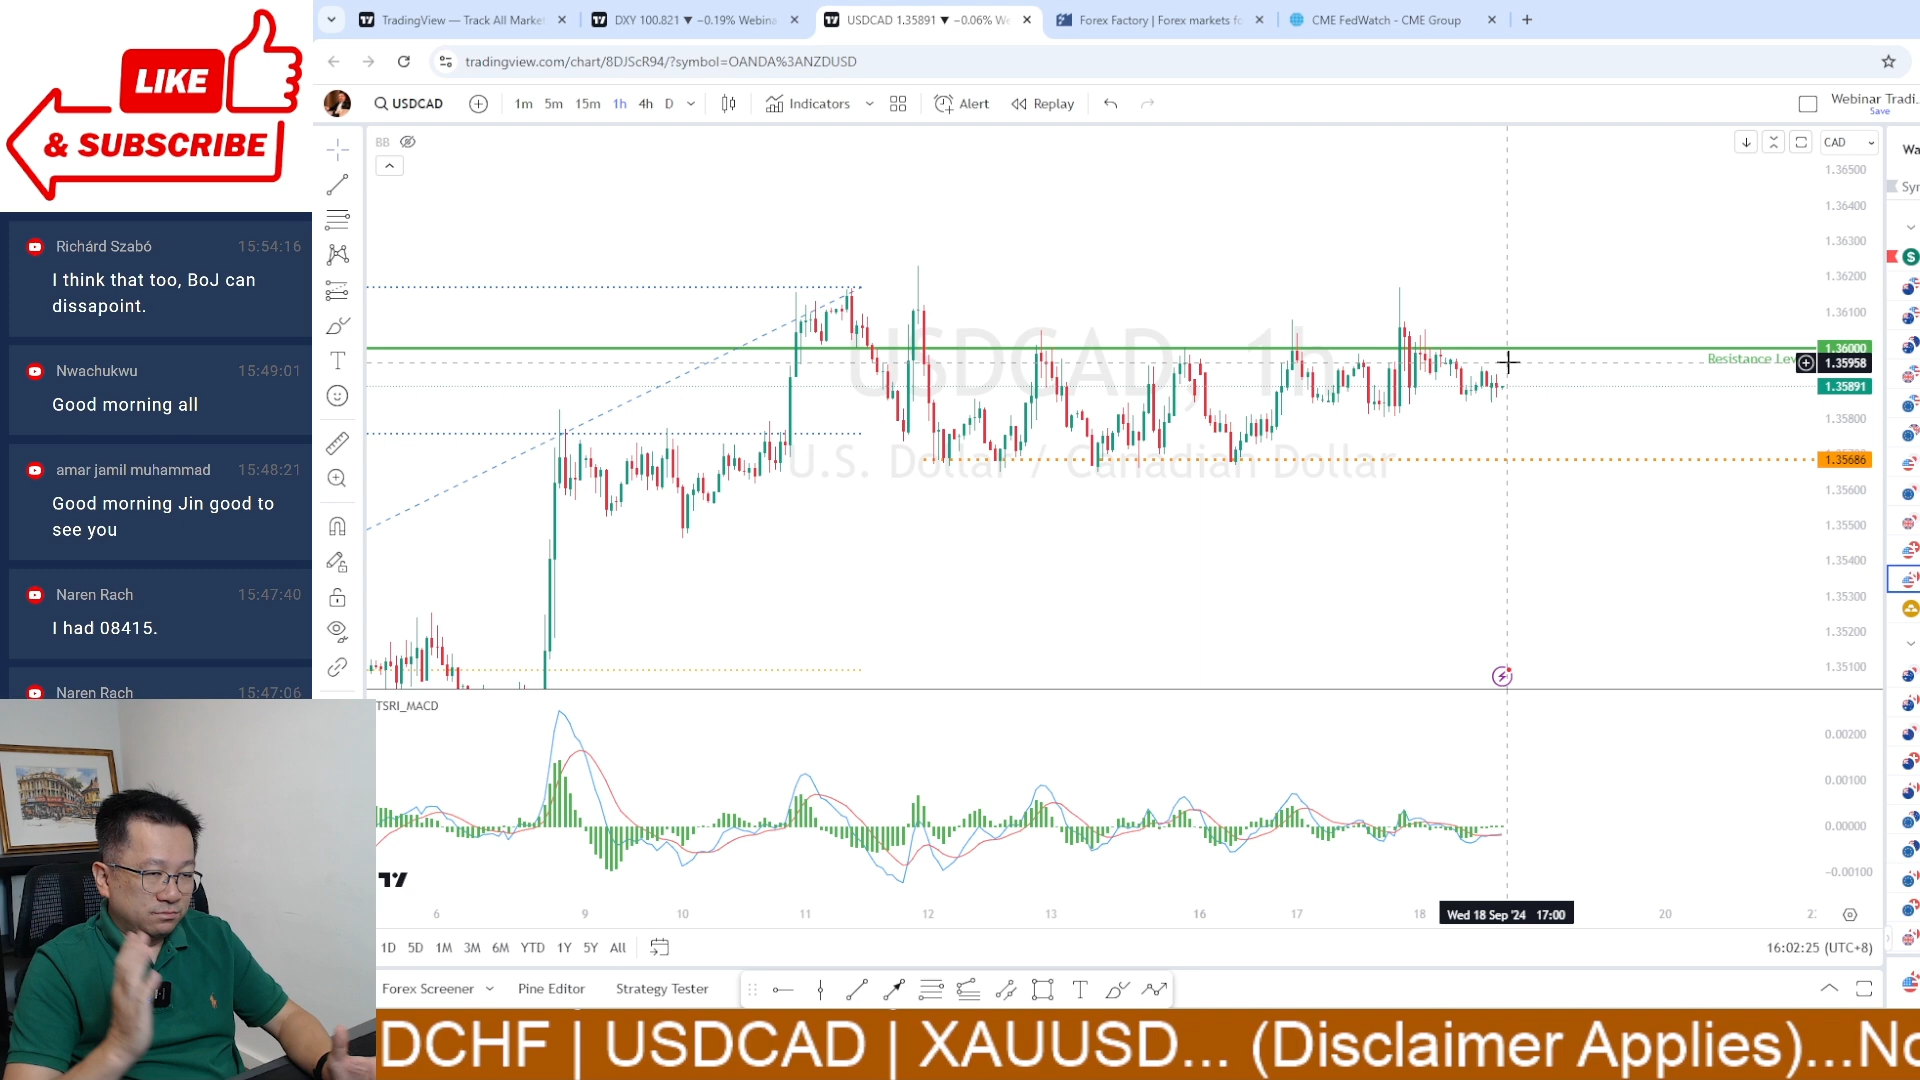 LIKE
& SUBSCRIBE
Richárd Szabó 15:54:16
I think that too, BoJ can
dissapoint.
Nwachukwu 15:49:01
Good morning all
amar jamil muhammad 15:48:21
Good morning Jin good to
see you
Naren Rach 15:47:40
I had 08415.
Naren Rach 15:47:06
TradingView — Track All Marke
DXY 100.821 ▼ −0.19% Webina
USDCAD 1.35891 ▼ −0.06% We
Forex Factory | Forex markets fo
CME FedWatch - CME Group
tradingview.com/chart/8DJScR94/?symbol=OANDA%3ANZDUSD
USDCAD 1m 5m 15m 1h 4h D Indicators Alert Replay
Webinar Tradi...
Save
BB
CAD
Wa
Syr
USDCAD, 1h
U.S. Dollar / Canadian Dollar
1.36500
1.36400
1.36300
1.36200
1.36100
1.36000
Resistance Lev
1.35958
1.35891
1.35800
1.35686
1.35600
1.35500
1.35400
1.35300
1.35200
1.35100
TSRI_MACD
0.00200
0.00100
0.00000
−0.00100
6 9 10 11 12 13 16 17 18 Wed 18 Sep '24 17:00 20 2
1D 5D 1M 3M 6M YTD 1Y 5Y All
16:02:25 (UTC+8)
Forex Screener Pine Editor Strategy Tester
DCHF | USDCAD | XAUUSD... (Disclaimer Applies)...No